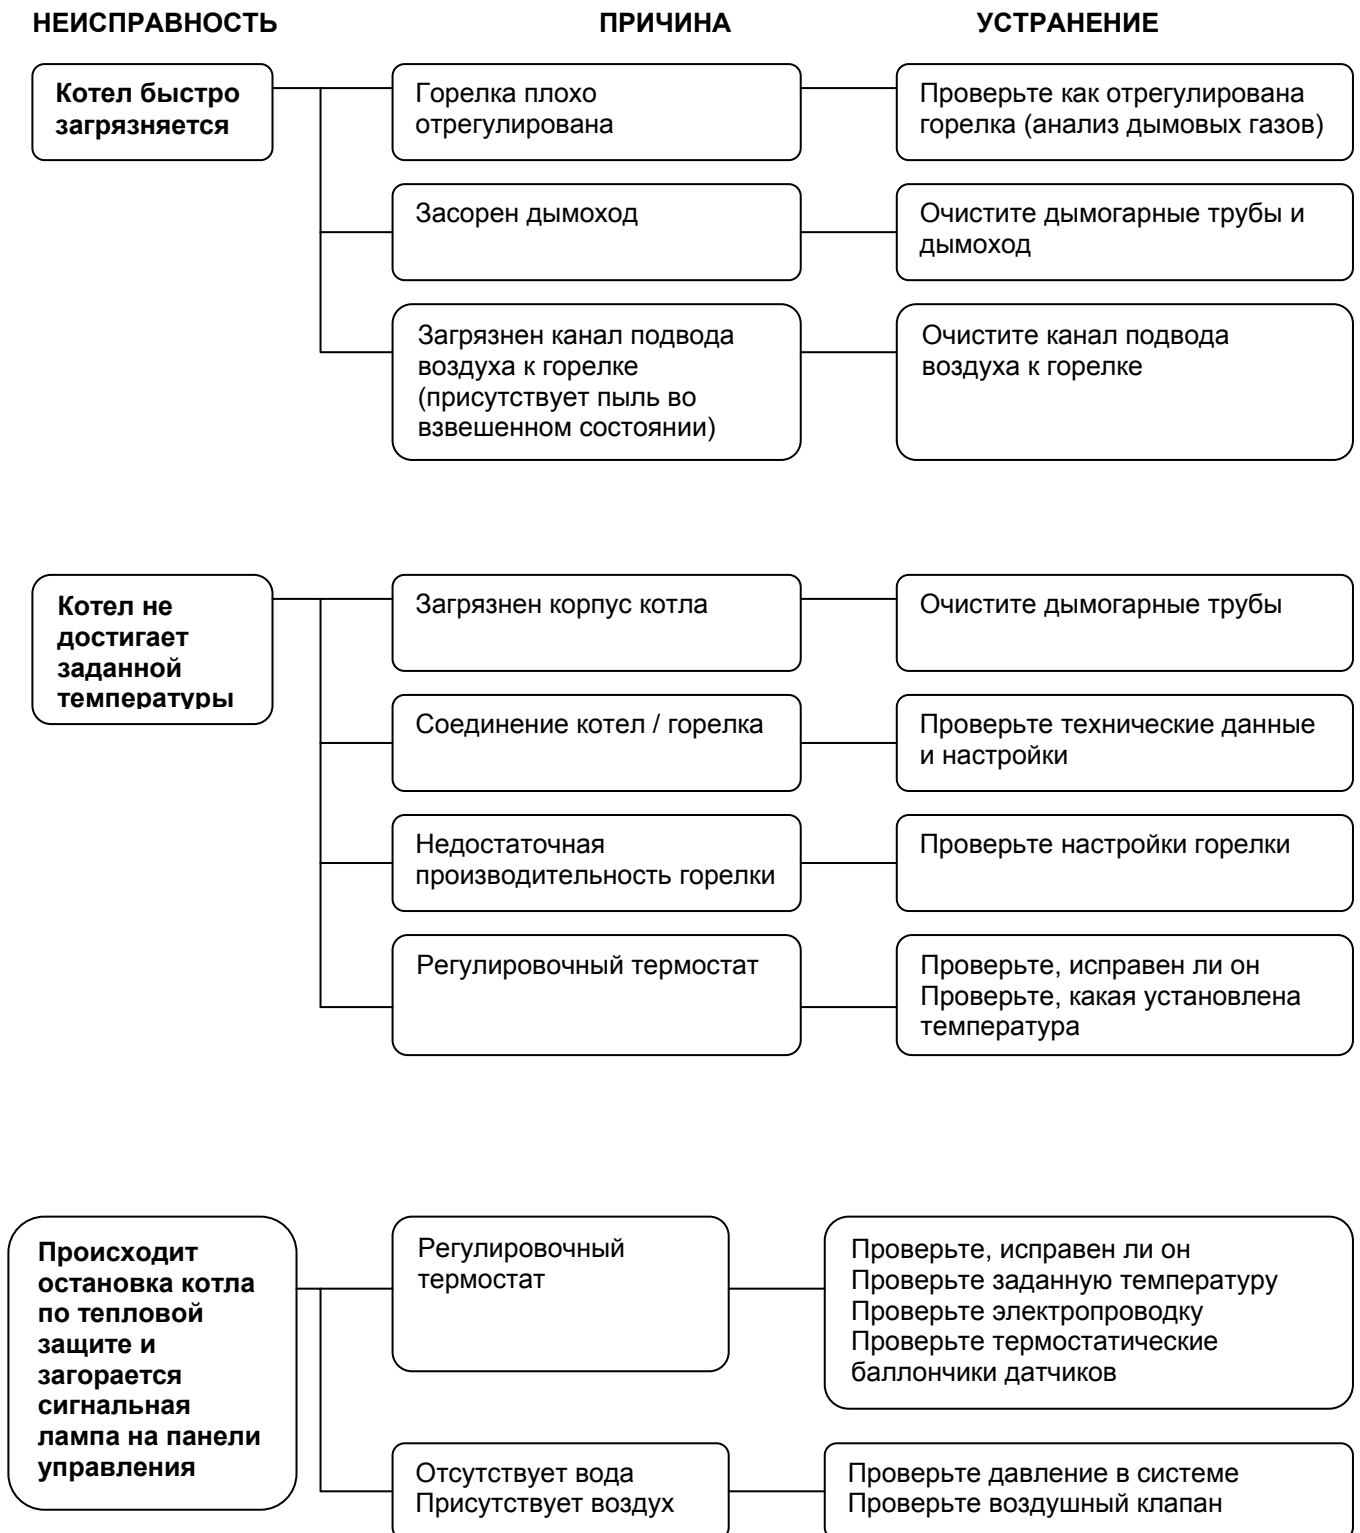 НЕИСПРАВНОСТЬ ПРИЧИНА УСТРАНЕНИЕ
Котел быстро
загрязняется
Горелка плохо
отрегулирована
Проверьте как отрегулирована
горелка (анализ дымовых газов)
Засорен дымоход
Очистите дымогарные трубы и
дымоход
Загрязнен канал подвода
воздуха к горелке
(присутствует пыль во
взвешенном состоянии)
Очистите канал подвода
воздуха к горелке
Котел не
достигает
заданной
температуры
Загрязнен корпус котла
Очистите дымогарные трубы
Соединение котел / горелка
Проверьте технические данные
и настройки
Недостаточная
производительность горелки
Проверьте настройки горелки
Регулировочный термостат
Проверьте, исправен ли он
Проверьте, какая установлена
температура
Происходит
остановка котла
по тепловой
защите и
загорается
сигнальная
лампа на панели
управления
Регулировочный
термостат
Проверьте, исправен ли он
Проверьте заданную температуру
Проверьте электропроводку
Проверьте термостатические
баллончики датчиков
Отсутствует вода
Присутствует воздух
Проверьте давление в системе
Проверьте воздушный клапан